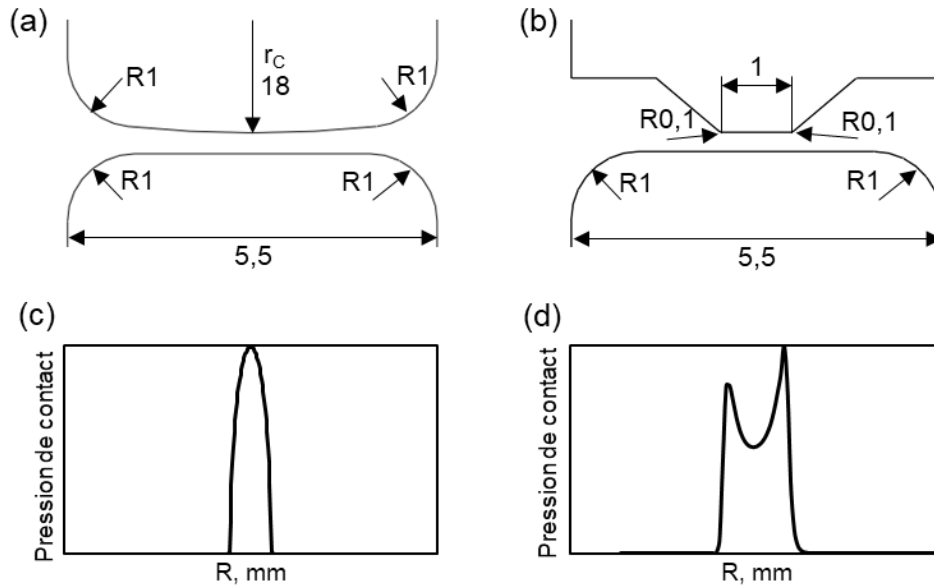 (a)
R1
r_C
18
R1
R1
R1
5,5
(b)
1
R0,1
R0,1
R1
R1
5,5
(c)
Pression de contact
R, mm
(d)
Pression de contact
R, mm